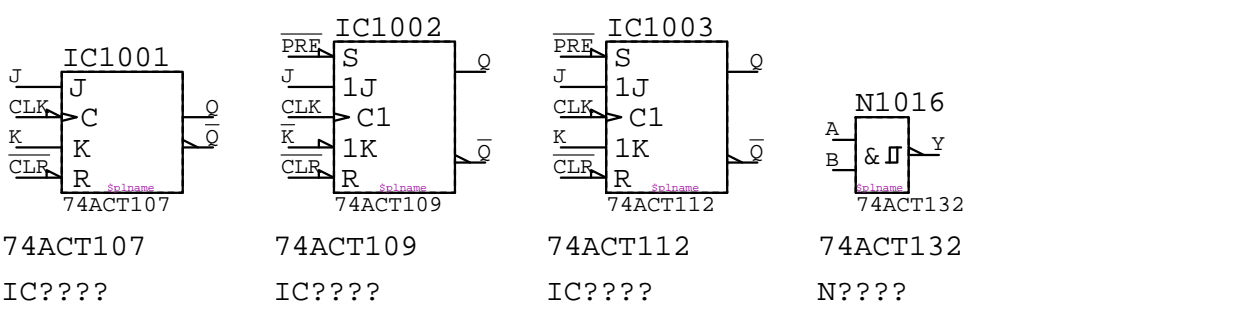 IC1001
J
J
CLK
C
K
K
CLR
R
Q
Q
$plname
74ACT107
74ACT107
IC????
IC1002
PRE
S
J
1J
CLK
C1
K
1K
CLR
R
Q
Q
$plname
74ACT109
74ACT109
IC????
IC1003
PRE
S
J
1J
CLK
C1
K
1K
CLR
R
Q
Q
$plname
74ACT112
74ACT112
IC????
N1016
A
B
&
Y
$plname
74ACT132
74ACT132
N????